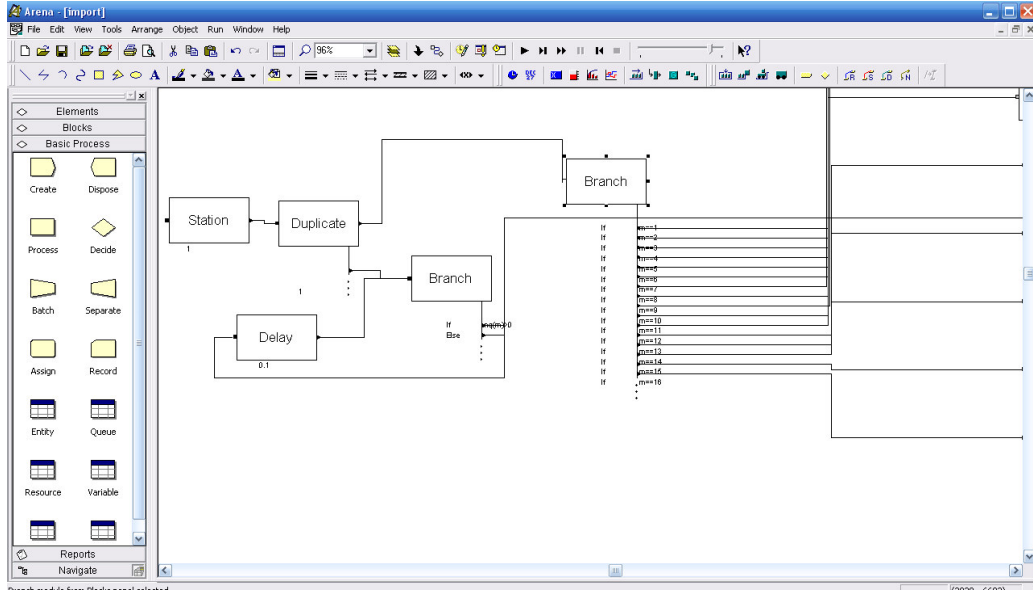 Arena - [import]
File Edit View Tools Arrange Object Run Window Help
96%
Elements
Blocks
Basic Process
Create Dispose
Process Decide
Batch Separate
Assign Record
Entity Queue
Resource Variable
Reports
Navigate
Station
1
Duplicate
1
Branch
If nq(m)>0
Else
Delay
0.1
Branch
If m==1
If m==2
If m==3
If m==4
If m==5
If m==6
If m==7
If m==8
If m==9
If m==10
If m==11
If m==12
If m==13
If m==14
If m==15
If m==16